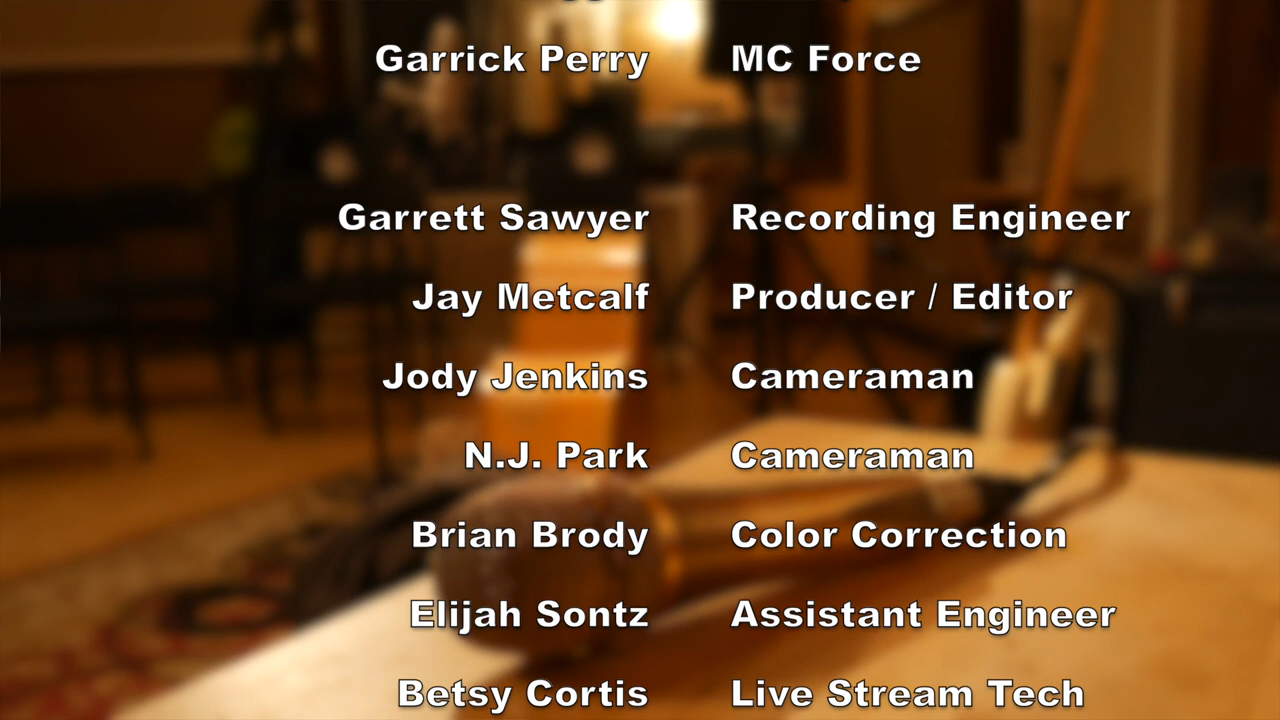 Garrick Perry MC Force
Garrett Sawyer Recording Engineer
Jay Metcalf Producer / Editor
Jody Jenkins Cameraman
N.J. Park Cameraman
Brian Brody Color Correction
Elijah Sontz Assistant Engineer
Betsy Cortis Live Stream Tech